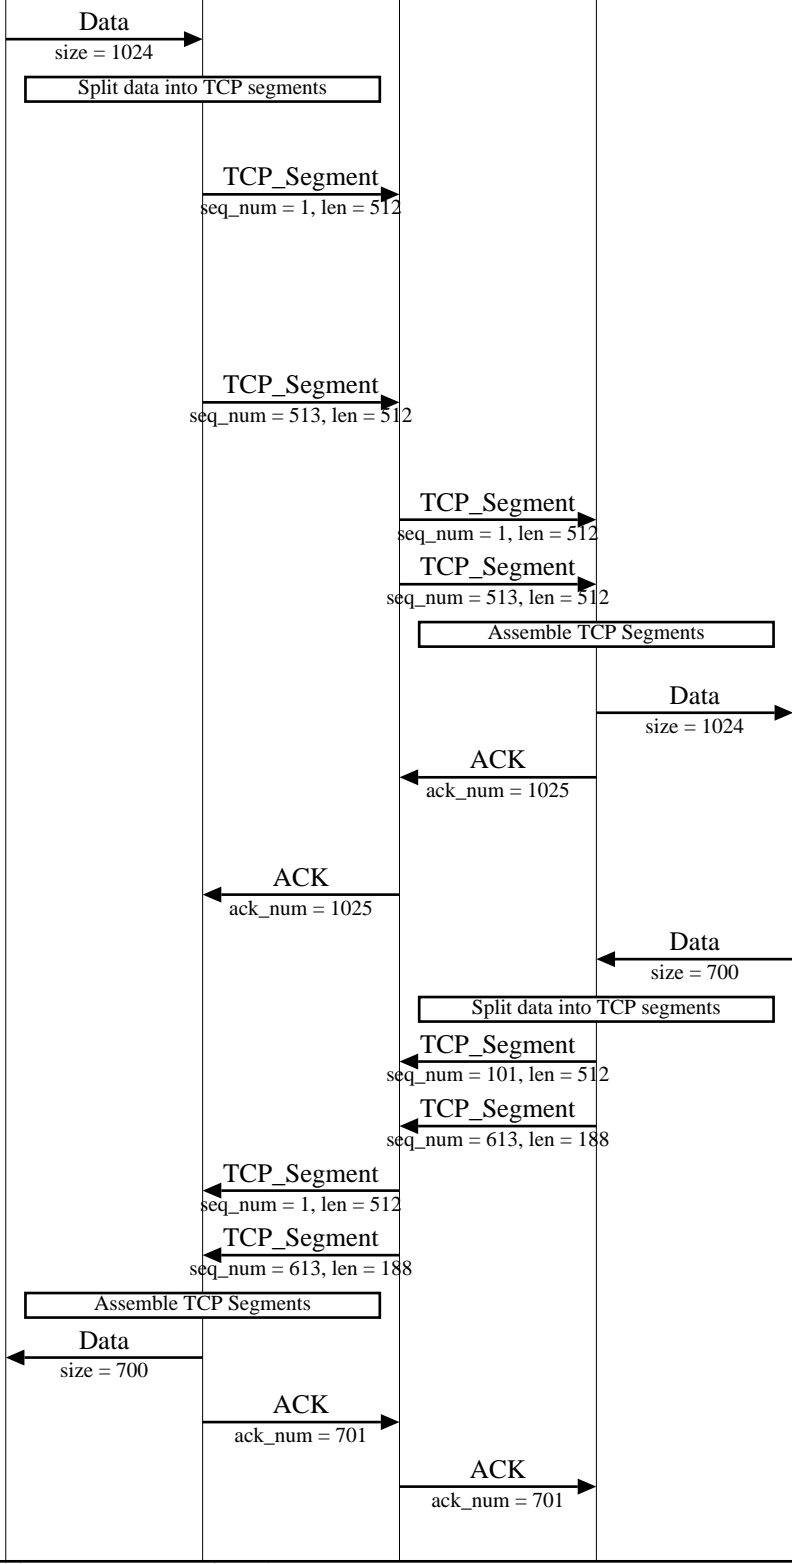 Data
size = 1024
Split data into TCP segments
TCP_Segment
seq_num = 1, len = 512
TCP_Segment
seq_num = 513, len = 512
TCP_Segment
seq_num = 1, len = 512
TCP_Segment
seq_num = 513, len = 512
Assemble TCP Segments
Data
size = 1024
ACK
ack_num = 1025
ACK
ack_num = 1025
Data
size = 700
Split data into TCP segments
TCP_Segment
seq_num = 101, len = 512
TCP_Segment
seq_num = 613, len = 188
TCP_Segment
seq_num = 1, len = 512
TCP_Segment
seq_num = 613, len = 188
Assemble TCP Segments
Data
size = 700
ACK
ack_num = 701
ACK
ack_num = 701